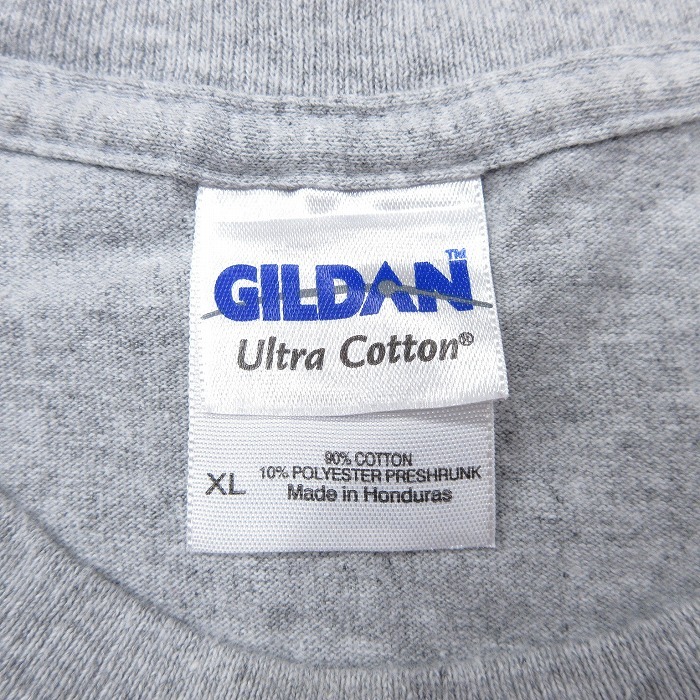 GILDAN™
Ultra Cotton®
XL
90% COTTON
10% POLYESTER PRESHRUNK
Made in Honduras